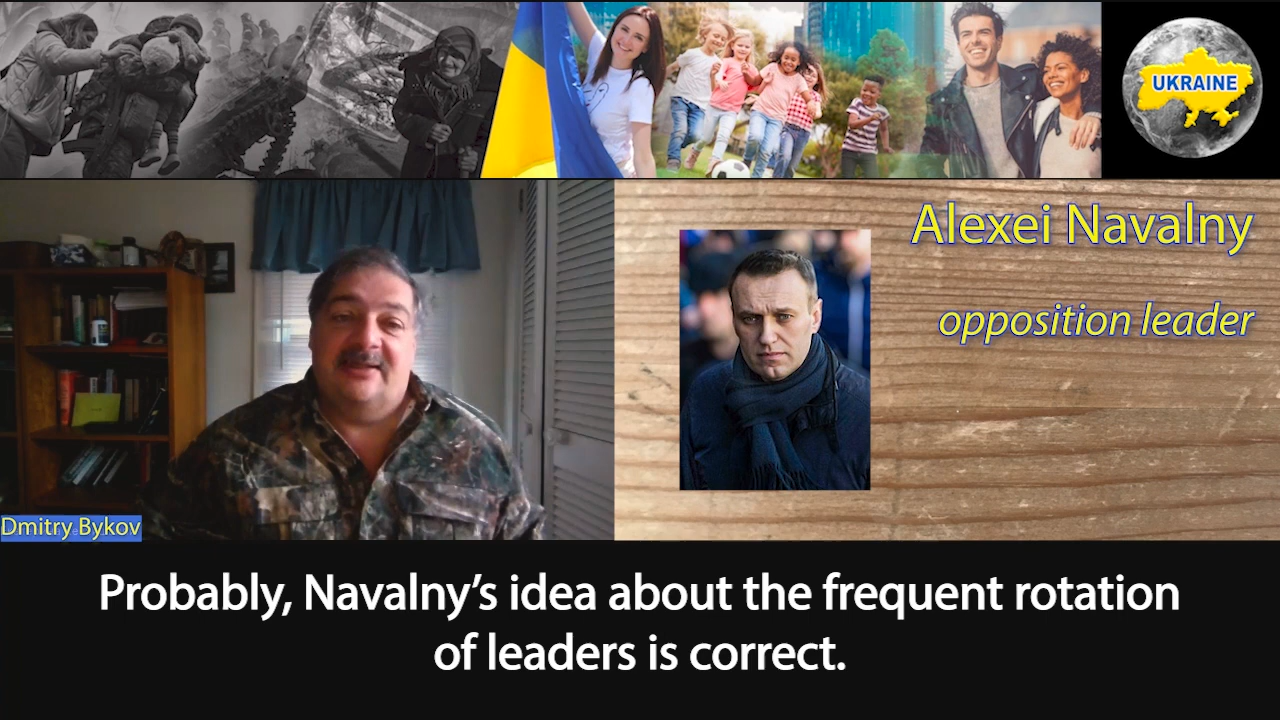 UKRAINE
Alexei Navalny
opposition leader
Dmitry Bykov
Probably, Navalny’s idea about the frequent rotation
of leaders is correct.